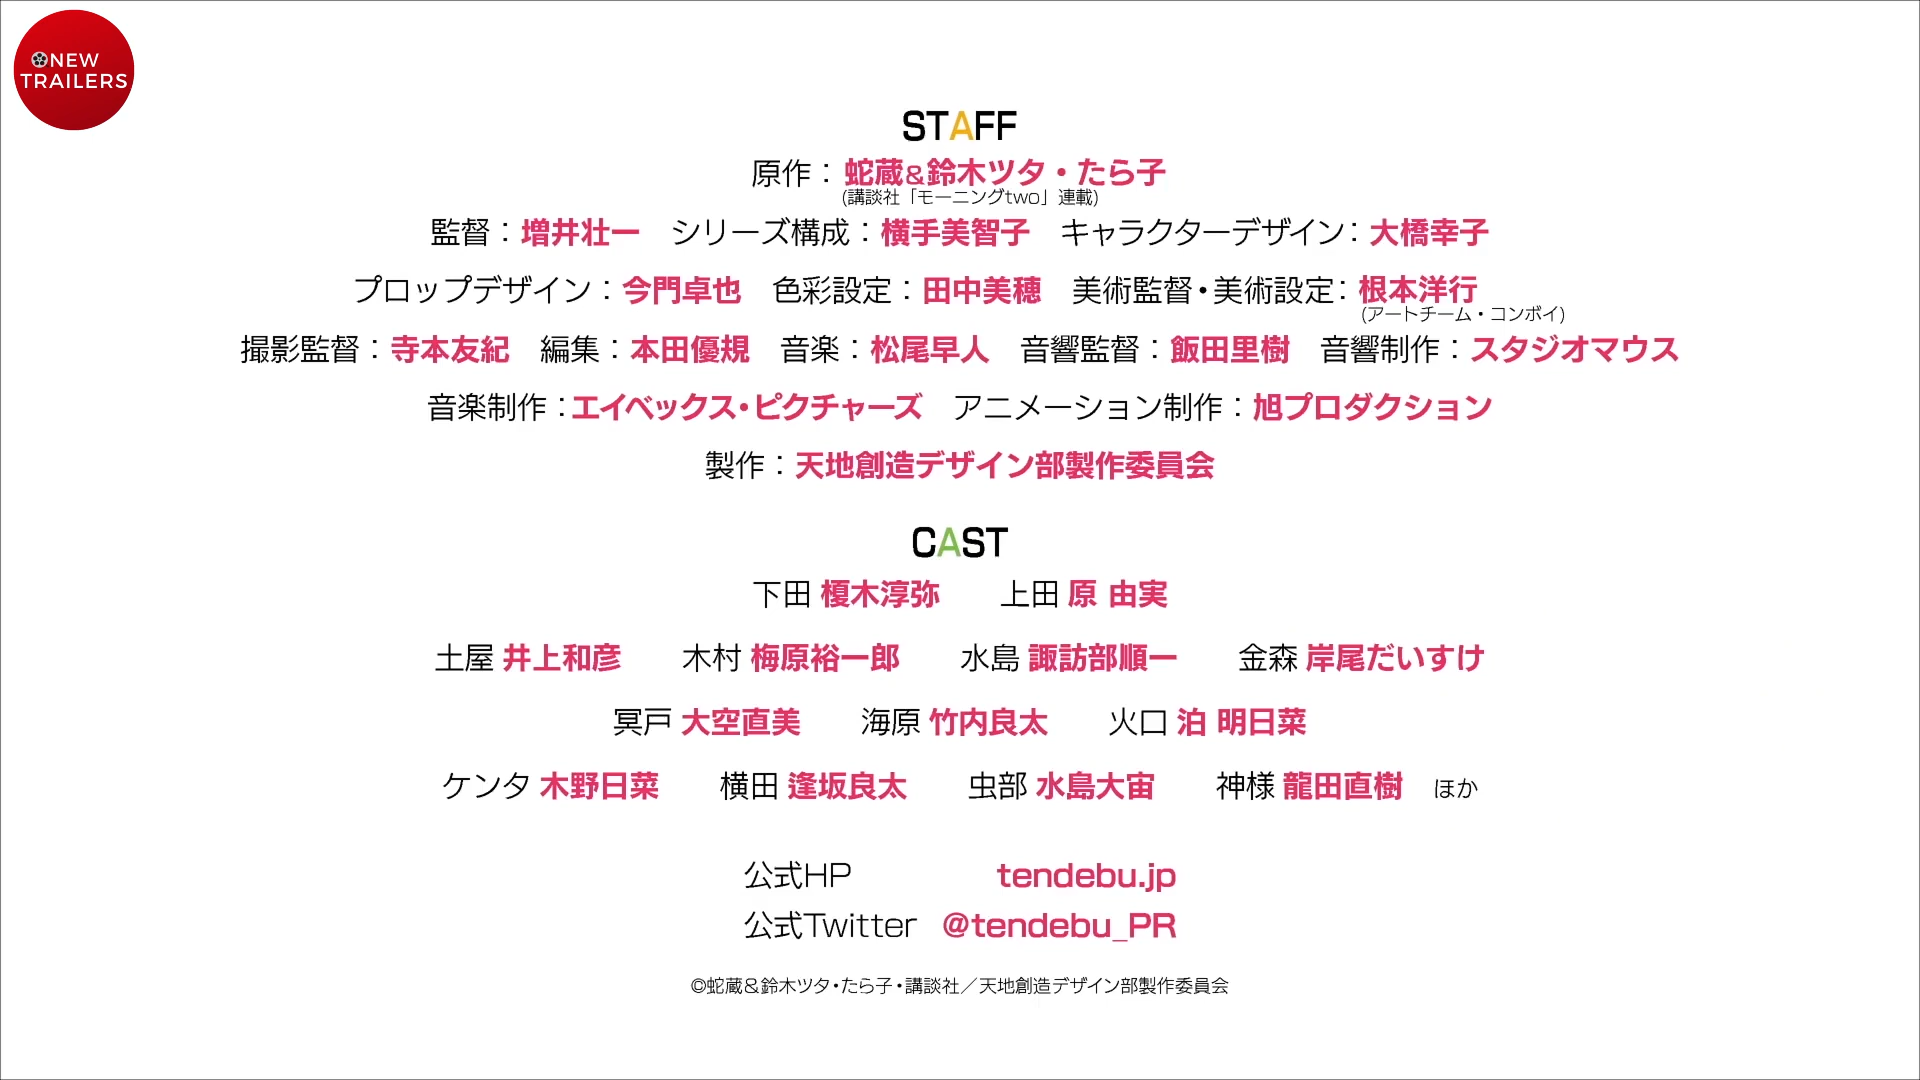 NEW
TRAILERS
STAFF
原作：蛇蔵&鈴木ツタ・たら子
(講談社「モーニングtwo」連載)
監督：増井壮一　シリーズ構成：横手美智子　キャラクターデザイン：大橋幸子
プロップデザイン：今門卓也　色彩設定：田中美穂　美術監督・美術設定：根本洋行
(アートチーム・コンボイ)
撮影監督：寺本友紀　編集：本田優規　音楽：松尾早人　音響監督：飯田里樹　音響制作：スタジオマウス
音楽制作：エイベックス・ピクチャーズ　アニメーション制作：旭プロダクション
製作：天地創造デザイン部製作委員会
CAST
下田 榎木淳弥　上田 原 由実
土屋 井上和彦　木村 梅原裕一郎　水島 諏訪部順一　金森 岸尾だいすけ
冥戸 大空直美　海原 竹内良太　火口 泊 明日菜
ケンタ 木野日菜　横田 逢坂良太　虫部 水島大宙　神様 龍田直樹　ほか
公式HP　tendebu.jp
公式Twitter　@tendebu_PR
©蛇蔵&鈴木ツタ・たら子・講談社／天地創造デザイン部製作委員会